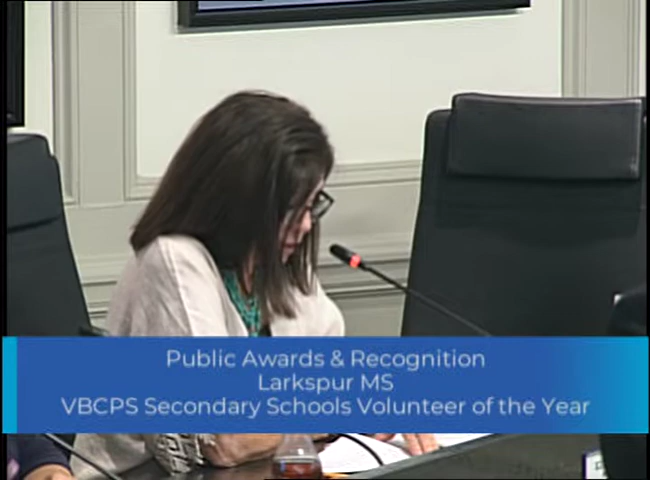 Public Awards & Recognition
Larkspur MS
VBCPS Secondary Schools Volunteer of the Year